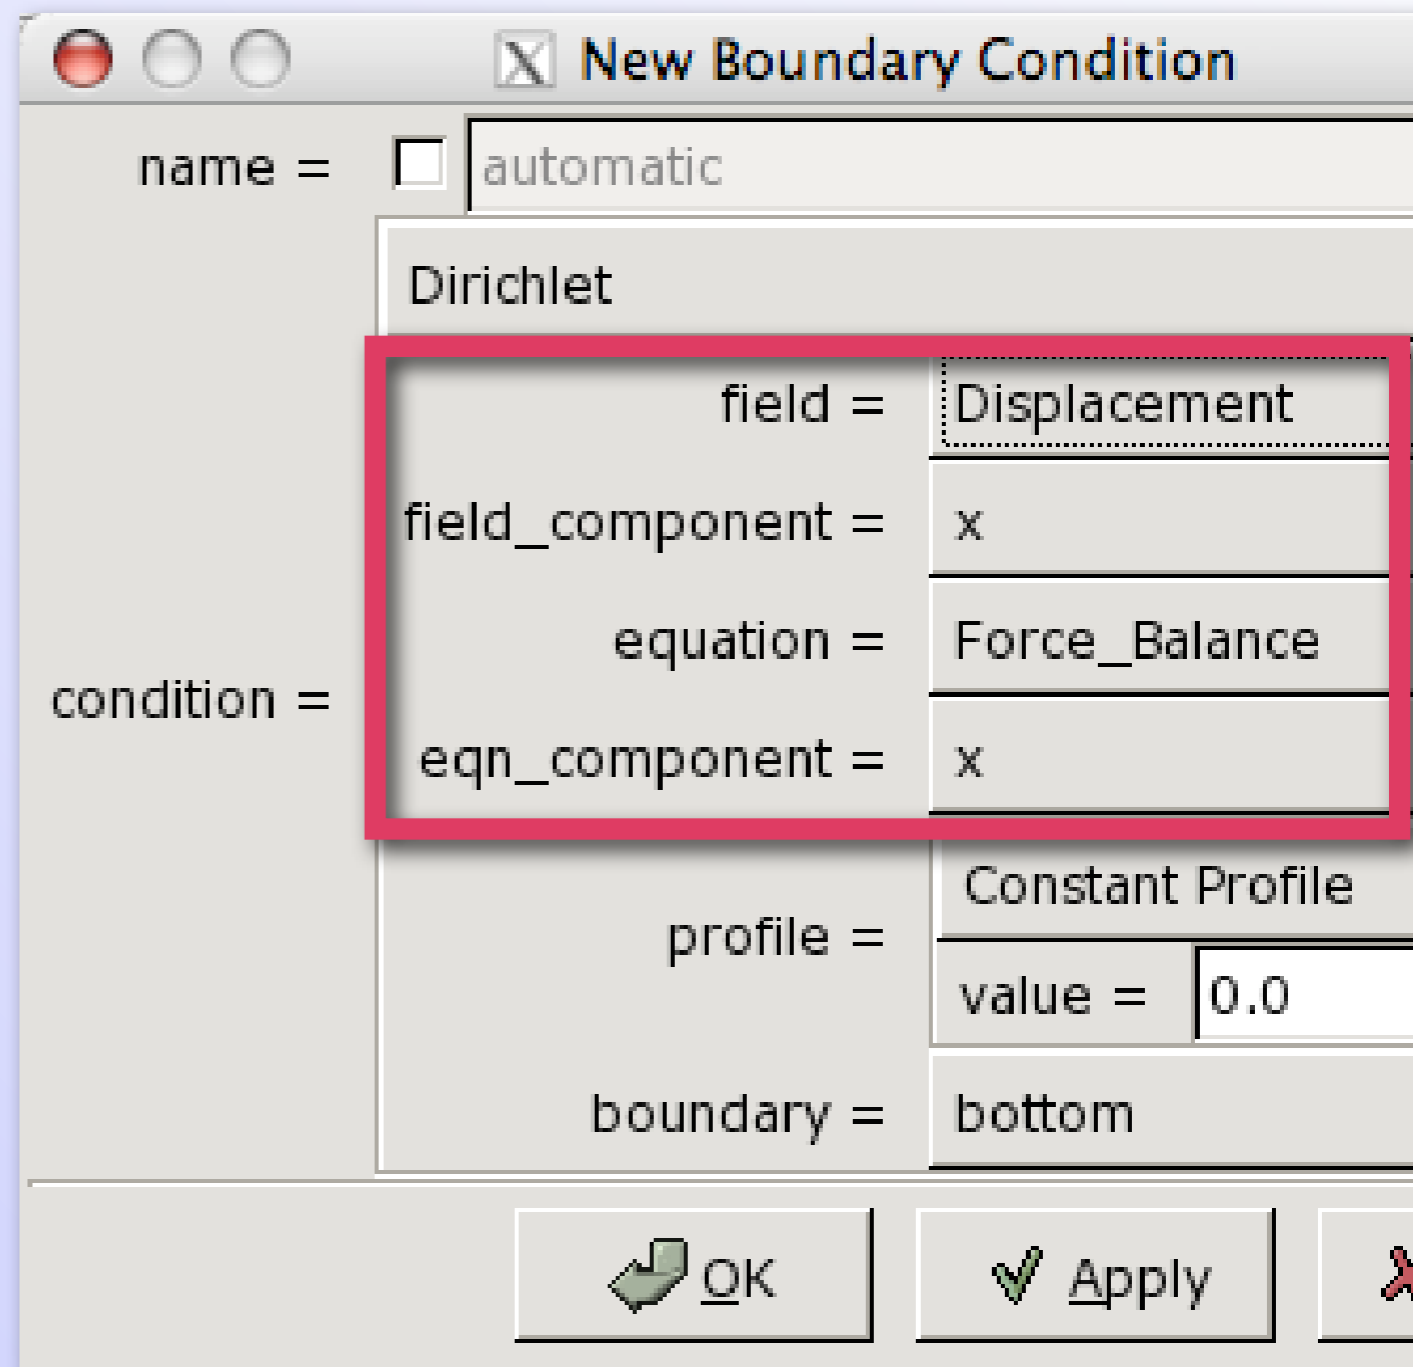 New Boundary Condition
name = automatic
Dirichlet
field = Displacement
field_component = x
equation = Force_Balance
condition =
eqn_component = x
Constant Profile
profile =
value = 0.0
boundary = bottom
OK Apply